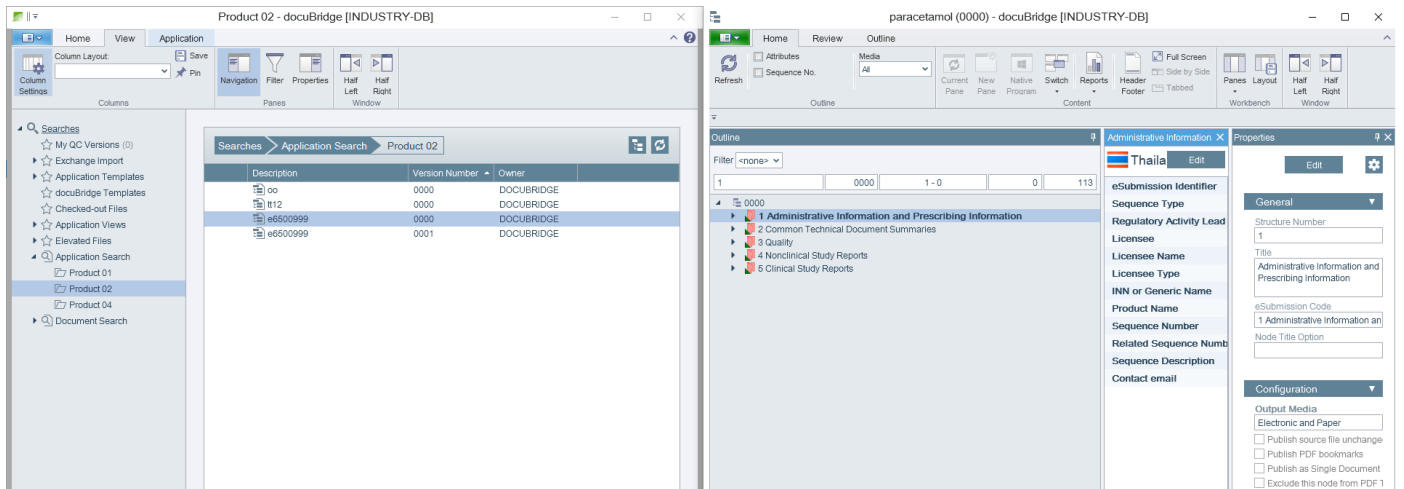 Product 02 - docuBridge [INDUSTRY-DB]
Home View Application
Column Settings
Column Layout:
Save
Pin
Columns
Navigation Filter Properties
Panes
Half Left
Half Right
Window
Searches
My QC Versions (0)
Exchange Import
Application Templates
docuBridge Templates
Checked-out Files
Application Views
Elevated Files
Application Search
Product 01
Product 02
Product 04
Document Search
Searches Application Search Product 02
Description Version Number Owner
oo 0000 DOCUBRIDGE
tt12 0000 DOCUBRIDGE
e6500999 0000 DOCUBRIDGE
e6500999 0001 DOCUBRIDGE
paracetamol (0000) - docuBridge [INDUSTRY-DB]
Home Review Outline
Refresh
Attributes
Sequence No.
Media
All
Outline
Current Pane
New Pane
Native Program
Switch
Reports
Header Footer
Full Screen
Side by Side
Tabbed
Content
Panes
Layout
Workbench
Half Left
Half Right
Window
Outline
Filter <none>
1 0000 1 - 0 0 113
0000
1 Administrative Information and Prescribing Information
2 Common Technical Document Summaries
3 Quality
4 Nonclinical Study Reports
5 Clinical Study Reports
Administrative Information
Thaila Edit
eSubmission Identifier
Sequence Type
Regulatory Activity Lead
Licensee
Licensee Name
Licensee Type
INN or Generic Name
Product Name
Sequence Number
Related Sequence Numb
Sequence Description
Contact email
Properties
Edit
General
Structure Number
1
Title
Administrative Information and
Prescribing Information
eSubmission Code
1 Administrative Information an
Node Title Option
Configuration
Output Media
Electronic and Paper
Publish source file unchange
Publish PDF bookmarks
Publish as Single Document
Exclude this node from PDF T